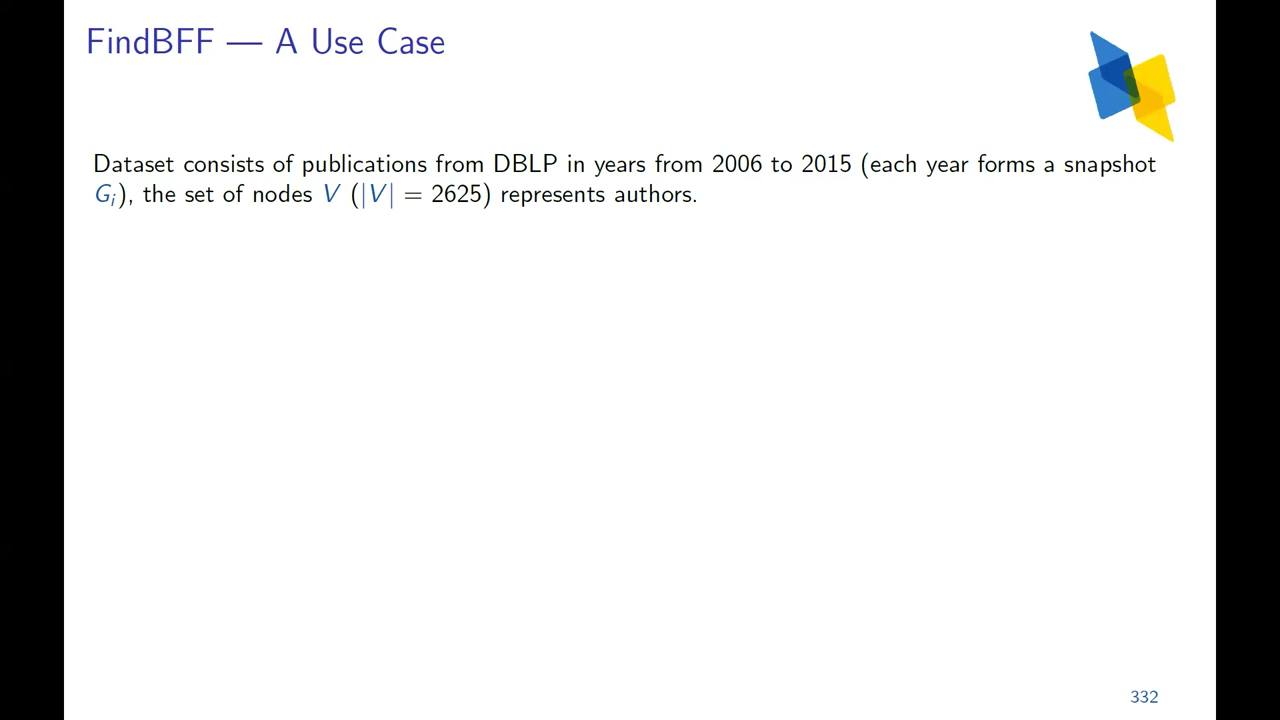 FindBFF — A Use Case
Dataset consists of publications from DBLP in years from 2006 to 2015 (each year forms a snapshot
Gᵢ), the set of nodes V (|V| = 2625) represents authors.
332